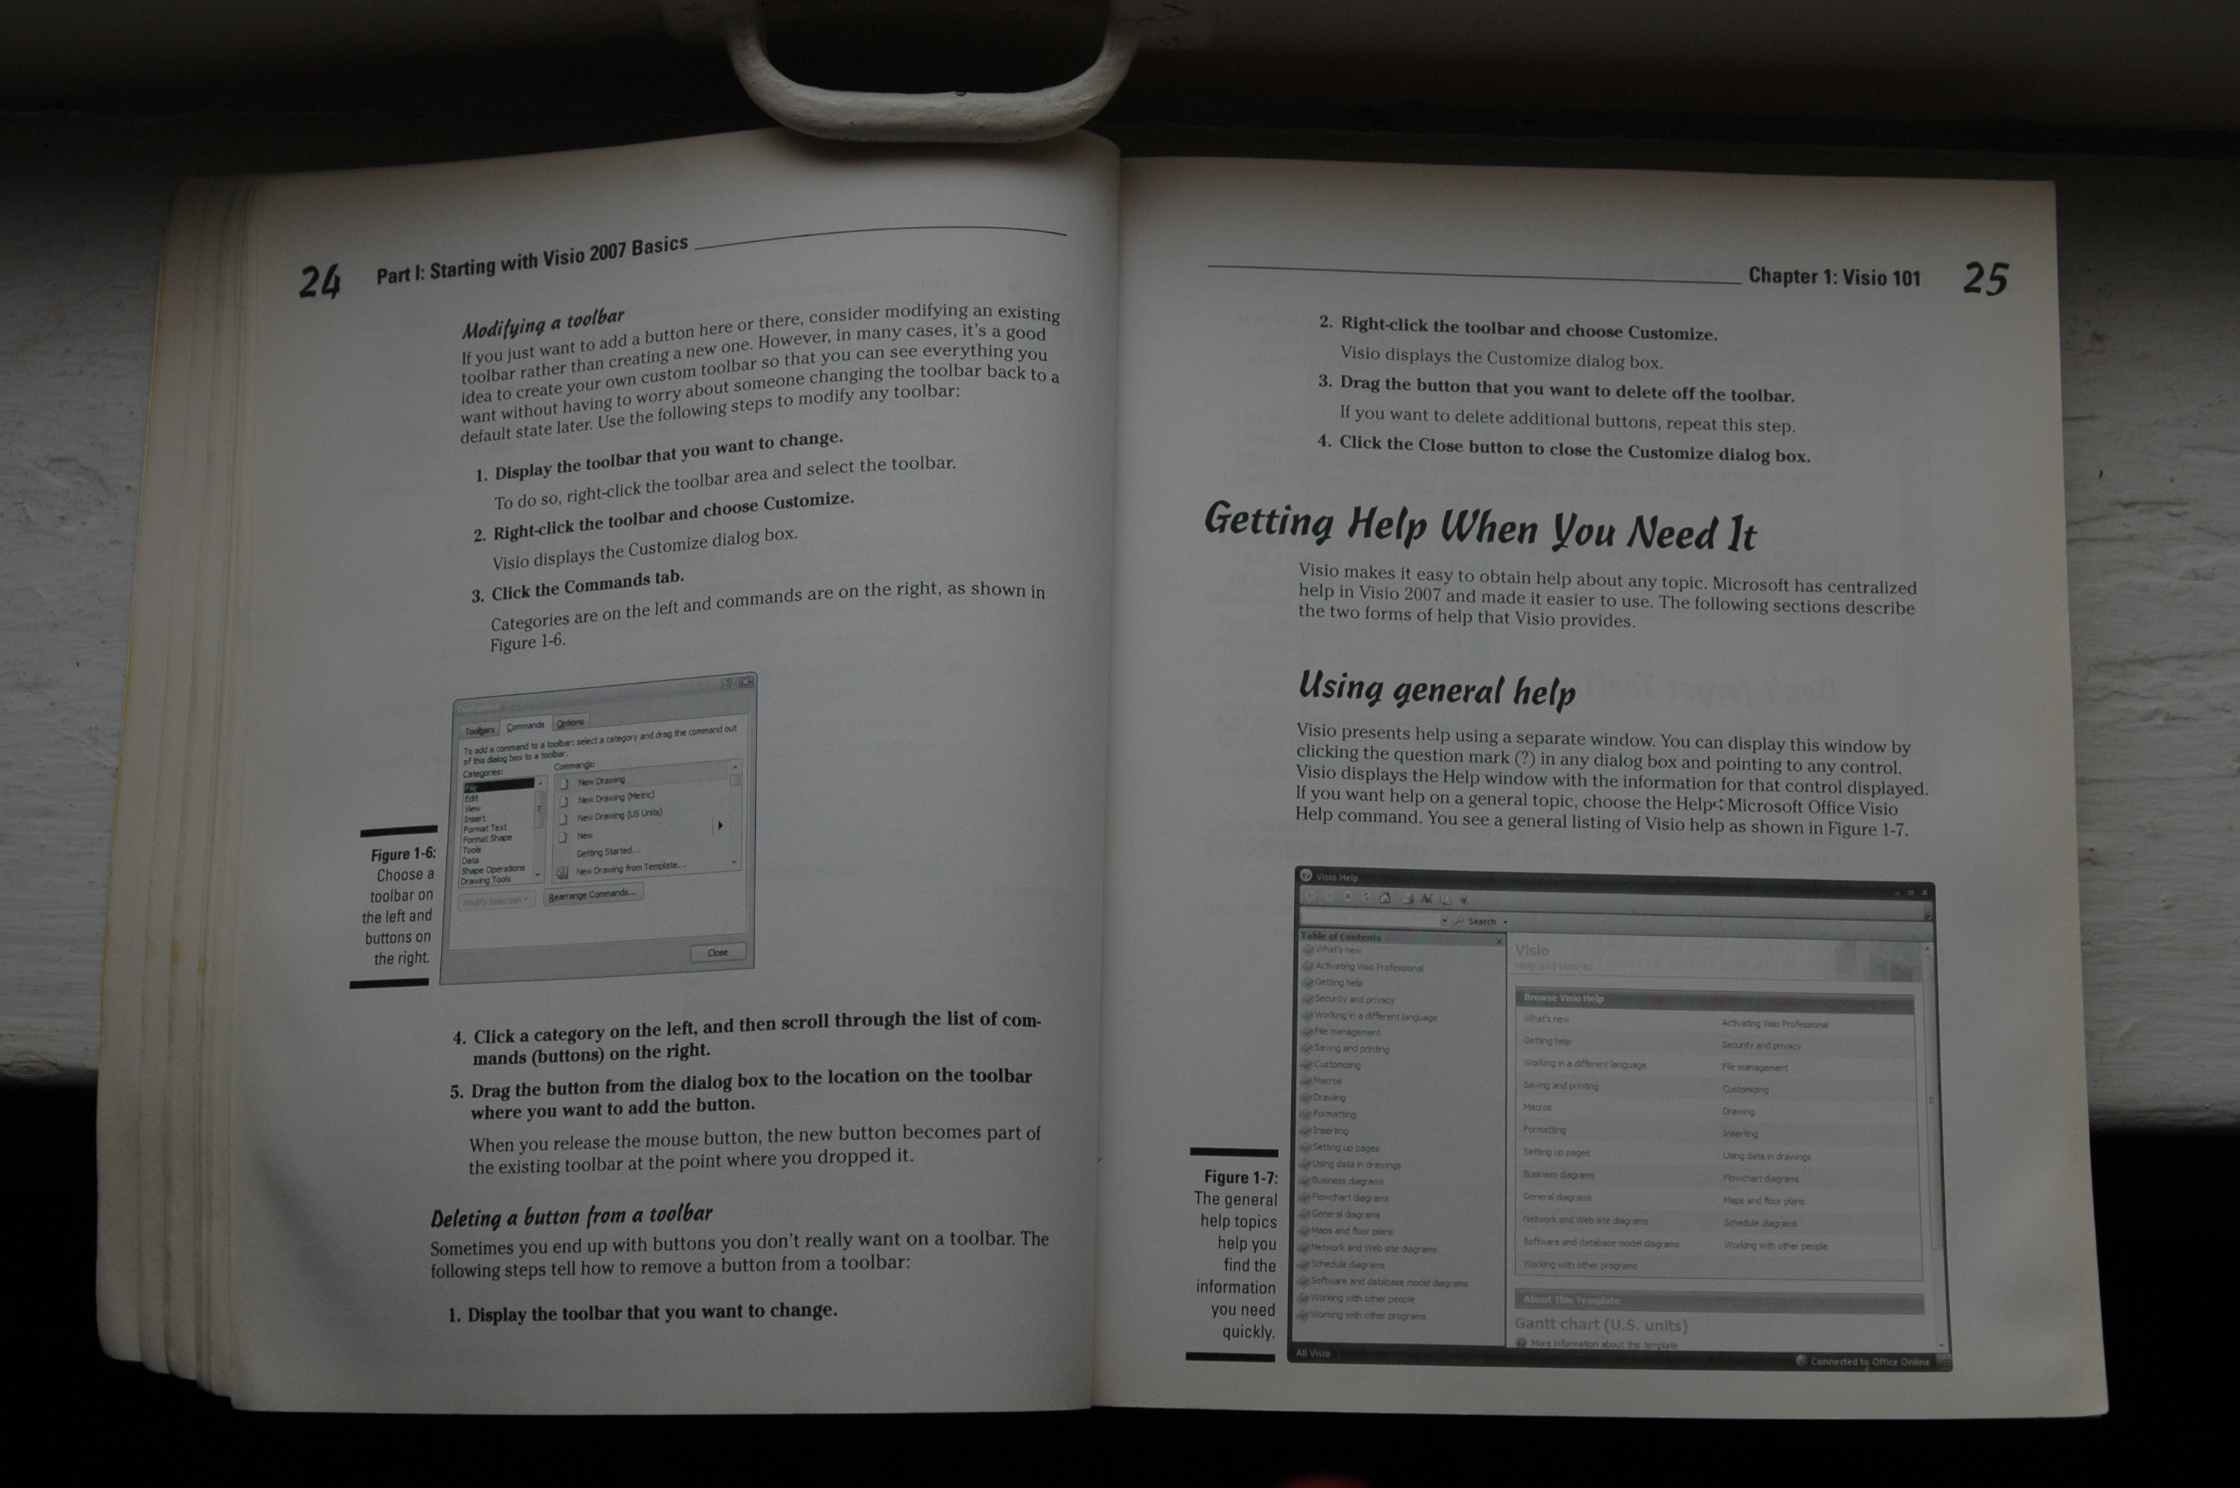 24 Part I: Starting with Visio 2007 Basics
Modifying a toolbar
If you just want to add a button here or there, consider modifying an existing
toolbar rather than creating a new one. However, in many cases, it's a good
idea to create your own custom toolbar so that you can see everything you
want without having to worry about someone changing the toolbar back to a
default state later. Use the following steps to modify any toolbar:
1. Display the toolbar that you want to change.
To do so, right-click the toolbar area and select the toolbar.
2. Right-click the toolbar and choose Customize.
Visio displays the Customize dialog box.
3. Click the Commands tab.
Categories are on the left and commands are on the right, as shown in
Figure 1-6.
Customize
Toolbars Commands Options
To add a command to a toolbar: select a category and drag the command out
of this dialog box to a toolbar.
Categories:
File
Edit
View
Insert
Format Text
Format Shape
Tools
Data
Shape Operations
Drawing Tools
Commands:
New Drawing
New Drawing (Metric)
New Drawing (US Units)
New
Getting Started...
New Drawing from Template...
Modify Selection
Rearrange Commands...
Close
Figure 1-6:
Choose a
toolbar on
the left and
buttons on
the right.
4. Click a category on the left, and then scroll through the list of com-
mands (buttons) on the right.
5. Drag the button from the dialog box to the location on the toolbar
where you want to add the button.
When you release the mouse button, the new button becomes part of
the existing toolbar at the point where you dropped it.
Deleting a button from a toolbar
Sometimes you end up with buttons you don't really want on a toolbar. The
following steps tell how to remove a button from a toolbar:
1. Display the toolbar that you want to change.
Chapter 1: Visio 101 25
2. Right-click the toolbar and choose Customize.
Visio displays the Customize dialog box.
3. Drag the button that you want to delete off the toolbar.
If you want to delete additional buttons, repeat this step.
4. Click the Close button to close the Customize dialog box.
Getting Help When You Need It
Visio makes it easy to obtain help about any topic. Microsoft has centralized
help in Visio 2007 and made it easier to use. The following sections describe
the two forms of help that Visio provides.
Using general help
Visio presents help using a separate window. You can display this window by
clicking the question mark (?) in any dialog box and pointing to any control.
Visio displays the Help window with the information for that control displayed.
If you want help on a general topic, choose the Help➪Microsoft Office Visio
Help command. You see a general listing of Visio help as shown in Figure 1-7.
Visio Help
Search
Table of Contents
What's new
Activating Visio Professional
Getting help
Security and privacy
Working in a different language
File management
Saving and printing
Customizing
Macros
Drawing
Formatting
Inserting
Setting up pages
Using data in drawings
Business diagrams
Flowchart diagrams
General diagrams
Maps and floor plans
Network and Web site diagrams
Schedule diagrams
Software and database model diagrams
Working with other people
Working with other programs
Visio
Help and How-to
Browse Visio Help
What's new Activating Visio Professional
Getting help Security and privacy
Working in a different language File management
Saving and printing Customizing
Macros Drawing
Formatting Inserting
Setting up pages Using data in drawings
Business diagrams Flowchart diagrams
General diagrams Maps and floor plans
Network and Web site diagrams Schedule diagrams
Software and database model diagrams Working with other people
Working with other programs
About This Template
Gantt chart (U.S. units)
More information about this template
All Visio
Connected to Office Online
Figure 1-7:
The general
help topics
help you
find the
information
you need
quickly.